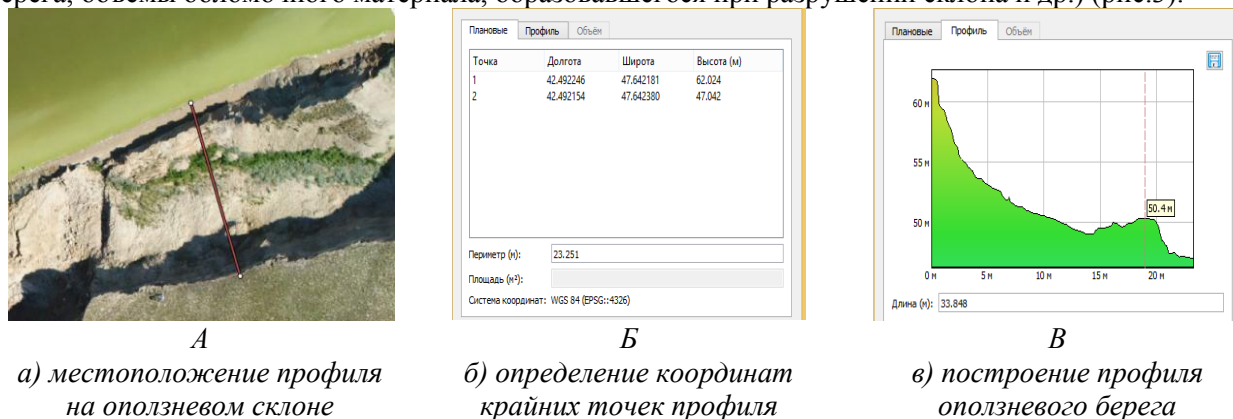 ерега, объемы обломочного материала, образовавшегося при разрушении склона и др.) (рис.3).
Плановые Профиль Объём
Точка Долгота Широта Высота (м)
1 42.492246 47.642181 62.024
2 42.492154 47.642380 47.042
Периметр (м): 23.251
Площадь (м²):
Система координат: WGS 84 (EPSG::4326)
Плановые Профиль Объём
60 м
55 м
50 м
50.4 м
0 м 5 м 10 м 15 м 20 м
Длина (м): 33.848
А Б В
а) местоположение профиля
на оползневом склоне
б) определение координат
крайних точек профиля
в) построение профиля
оползневого берега